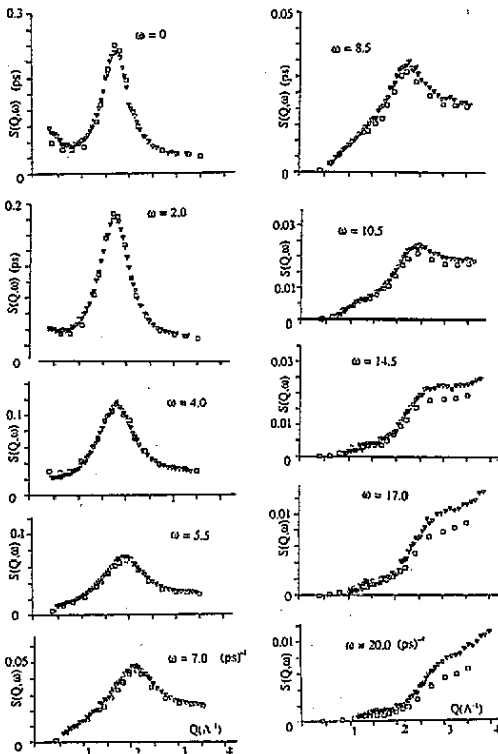 0.3
S(Q,ω) (ps)
ω = 0
0
0.2
S(Q,ω) (ps)
ω = 2.0
0
0.1
S(Q,ω)
ω = 4.0
0
0.1
S(Q,ω)
ω = 5.5
0
0.05
S(Q,ω)
ω = 7.0 (ps)⁻¹
0
1 2 3 4
Q(Å⁻¹)
0.05
S(Q,ω) (ps)
ω = 8.5
0
0.03
S(Q,ω)
0.01
ω = 10.5
0
0.03
S(Q,ω)
0.01
ω = 14.5
0
0.01
S(Q,ω)
ω = 17.0
0
0.01
S(Q,ω)
ω = 20.0 (ps)⁻¹
0
0 1 2 3 4
Q(Å⁻¹)